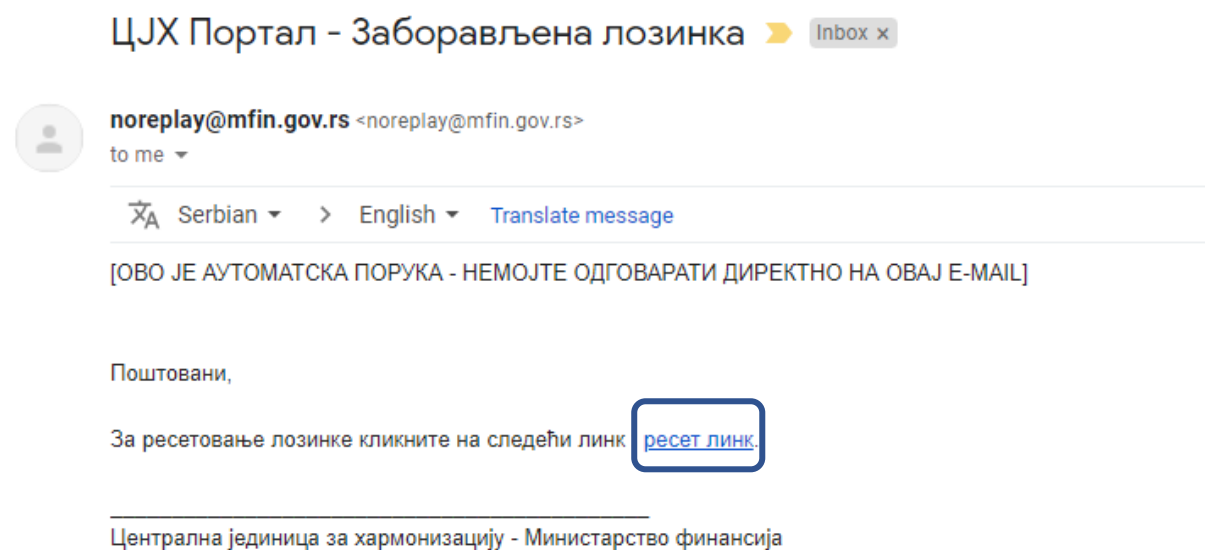 ЦЈХ Портал - Заборављена лозинка Inbox x
noreplay@mfin.gov.rs <noreplay@mfin.gov.rs>
to me
Serbian > English Translate message
[ОВО ЈЕ АУТОМАТСКА ПОРУКА - НЕМОЈТЕ ОДГОВАРАТИ ДИРЕКТНО НА ОВАЈ E-MAIL]
Поштовани,
За ресетовање лозинке кликните на следећи линк ресет линк.
Централна јединица за хармонизацију - Министарство финансија